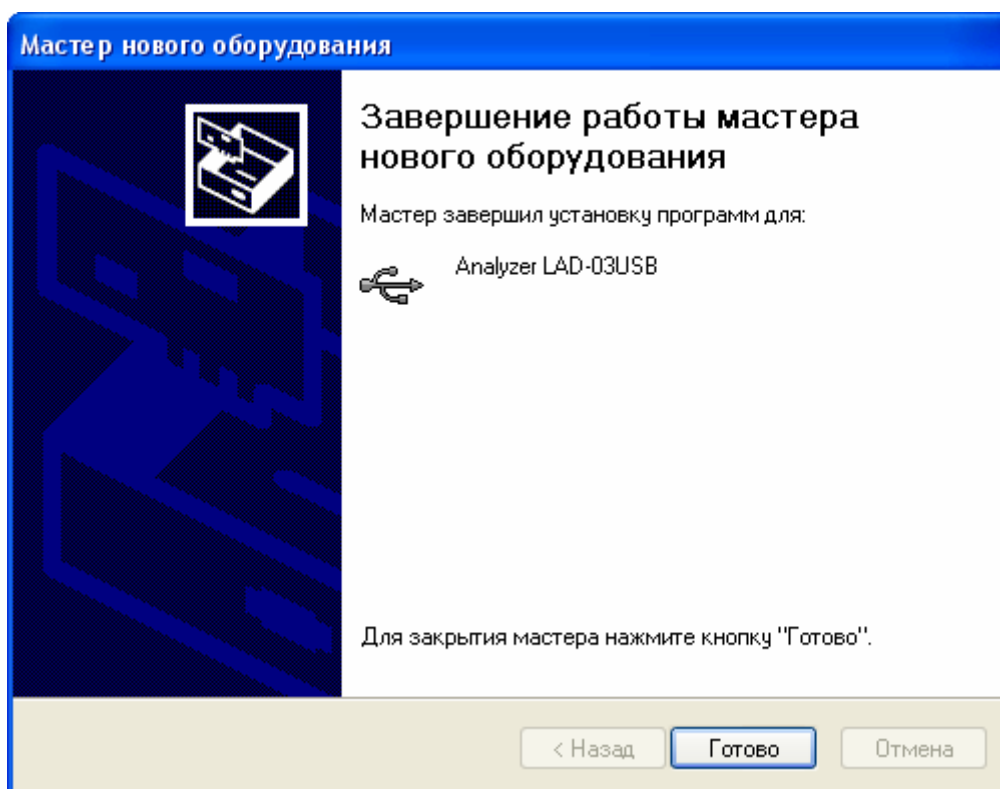 Мастер нового оборудования
Завершение работы мастера
нового оборудования
Мастер завершил установку программ для:
Analyzer LAD-03USB
Для закрытия мастера нажмите кнопку "Готово".
< Назад
Готово
Отмена